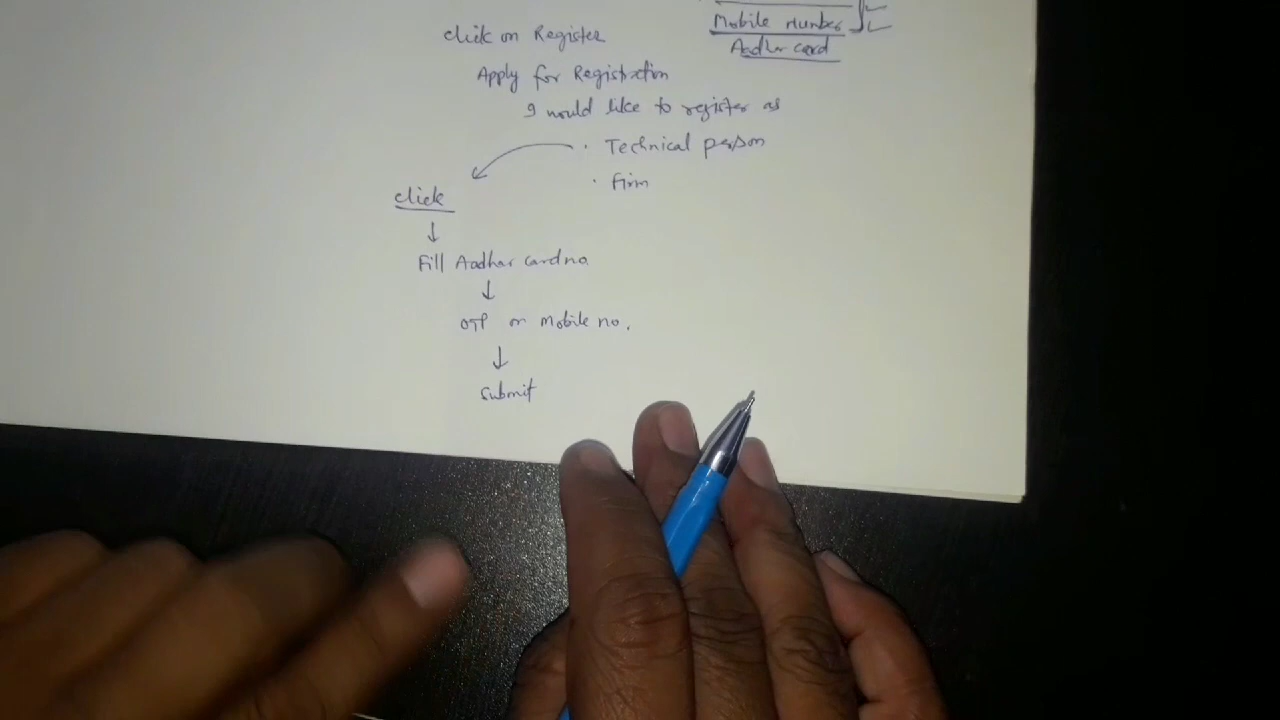 Mobile Number
Aadhar card
click on Register
Apply for Registration
I would like to register as
. Technical person
. Firm
click
↓
Fill Aadhar card no
↓
OTP on Mobile no.
↓
Submit